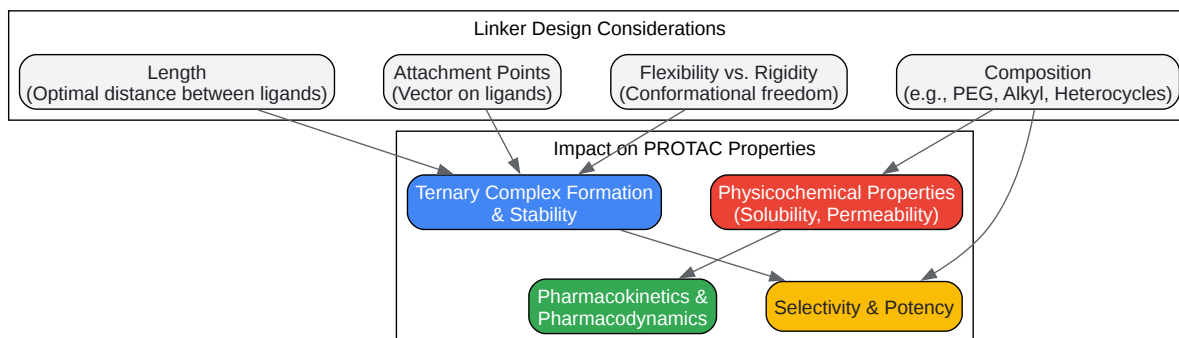 Linker Design Considerations
Length
(Optimal distance between ligands)
Attachment Points
(Vector on ligands)
Flexibility vs. Rigidity
(Conformational freedom)
Composition
(e.g., PEG, Alkyl, Heterocycles)
Impact on PROTAC Properties
Ternary Complex Formation
& Stability
Physicochemical Properties
(Solubility, Permeability)
Pharmacokinetics &
Pharmacodynamics
Selectivity & Potency